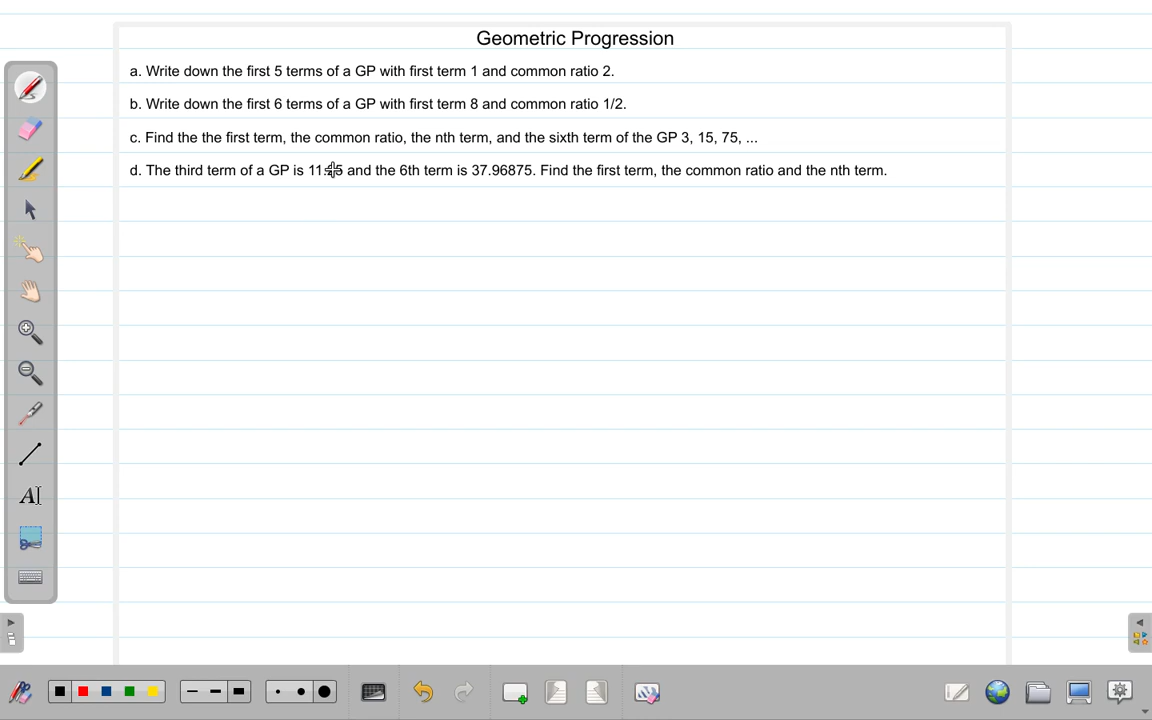 Geometric Progression
a. Write down the first 5 terms of a GP with first term 1 and common ratio 2.
b. Write down the first 6 terms of a GP with first term 8 and common ratio 1/2.
c. Find the the first term, the common ratio, the nth term, and the sixth term of the GP 3, 15, 75, ...
d. The third term of a GP is 11.25 and the 6th term is 37.96875. Find the first term, the common ratio and the nth term.